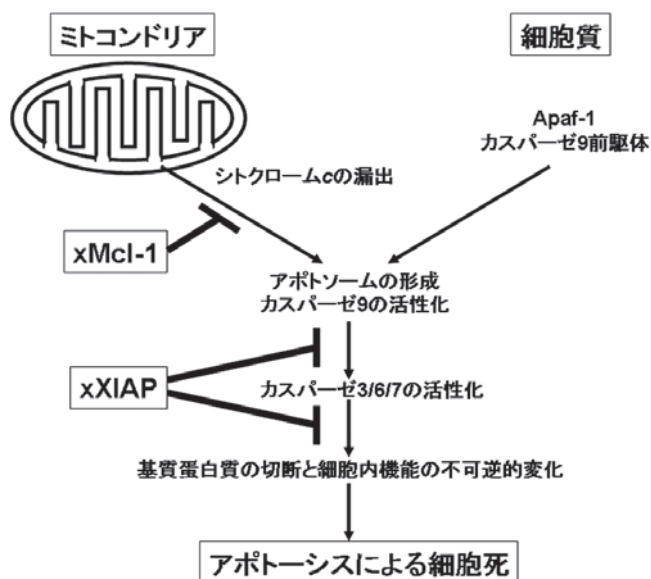 ミトコンドリア
細胞質
Apaf-1
カスパーゼ9前駆体
シトクロームcの漏出
xMcl-1
アポトソームの形成
カスパーゼ9の活性化
xXIAP
カスパーゼ3/6/7の活性化
基質蛋白質の切断と細胞内機能の不可逆的変化
アポトーシスによる細胞死